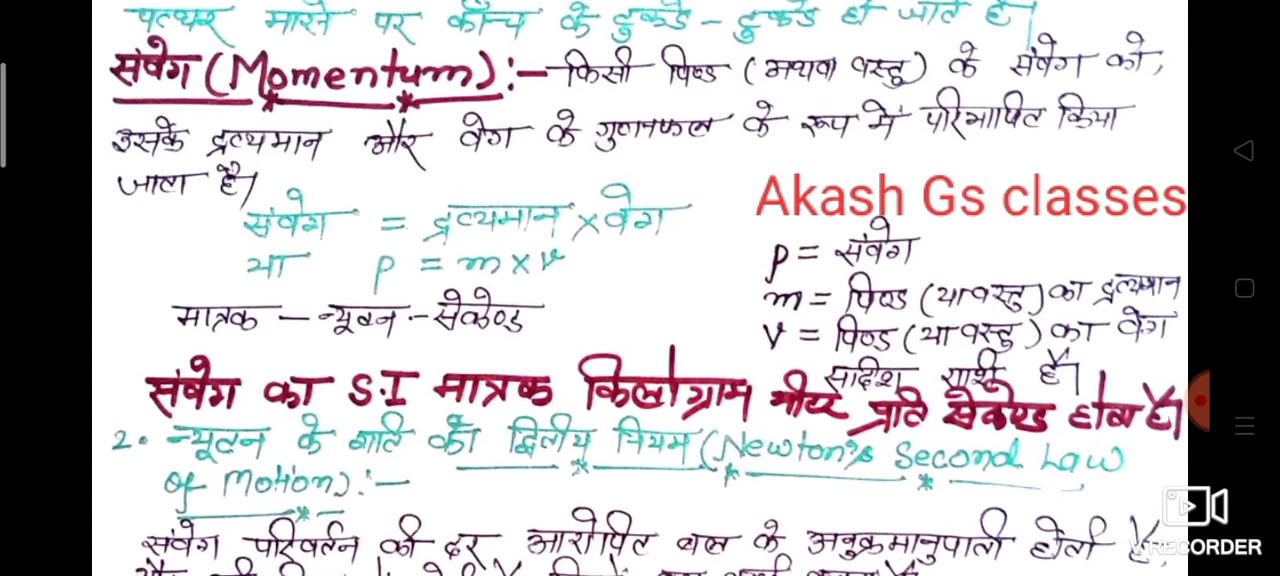 पत्थर मारने पर काँच के टुकडे - टुकडे हो जाते है।
संवेग (Momentum) :- किसी पिण्ड (अथवा वस्तु) के संवेग को,
उसके द्रव्यमान और वेग के गुणनफल के रूप में परिभाषित किया
जाता है।
Akash Gs classes
संवेग = द्रव्यमान × वेग
या p = m × v
p = संवेग
m = पिण्ड (या वस्तु) का द्रव्यमान
v = पिण्ड (या वस्तु) का वेग
मात्रक - न्यूटन - सेकेण्ड
सदिश राशि है।
संवेग का S.I मात्रक किलोग्राम मीटर प्रति सेकेण्ड होता है।
2. न्यूटन के गति का द्वितीय नियम (Newton's Second Law
of Motion) :-
संवेग परिवर्तन की दर आरोपित बल के अनुक्रमानुपाती होती है,
RECORDER